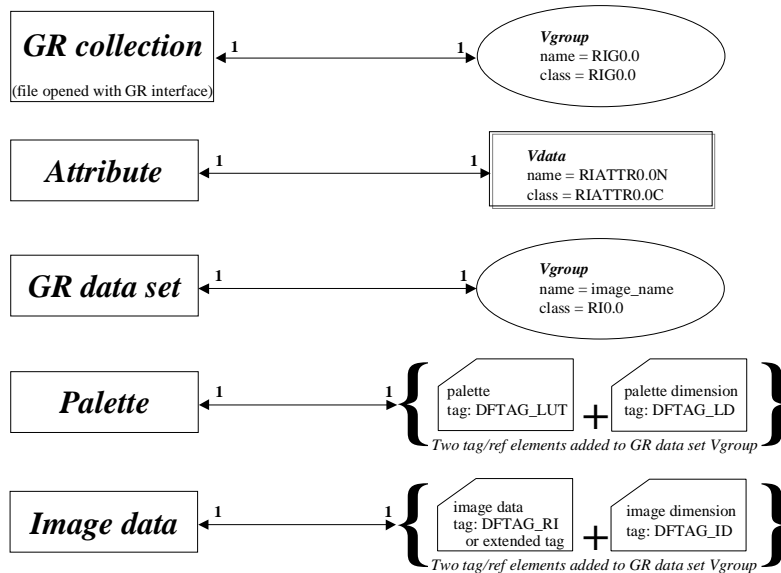 GR collection
(file opened with GR interface)
1
1
Vgroup
name = RIG0.0
class = RIG0.0
Attribute
1
1
Vdata
name = RIATTR0.0N
class = RIATTR0.0C
GR data set
1
1
Vgroup
name = image_name
class = RI0.0
Palette
1
1
{
palette
tag: DFTAG_LUT
+
palette dimension
tag: DFTAG_LD
}
Two tag/ref elements added to GR data set Vgroup
Image data
1
1
{
image data
tag: DFTAG_RI
or extended tag
+
image dimension
tag: DFTAG_ID
}
Two tag/ref elements added to GR data set Vgroup